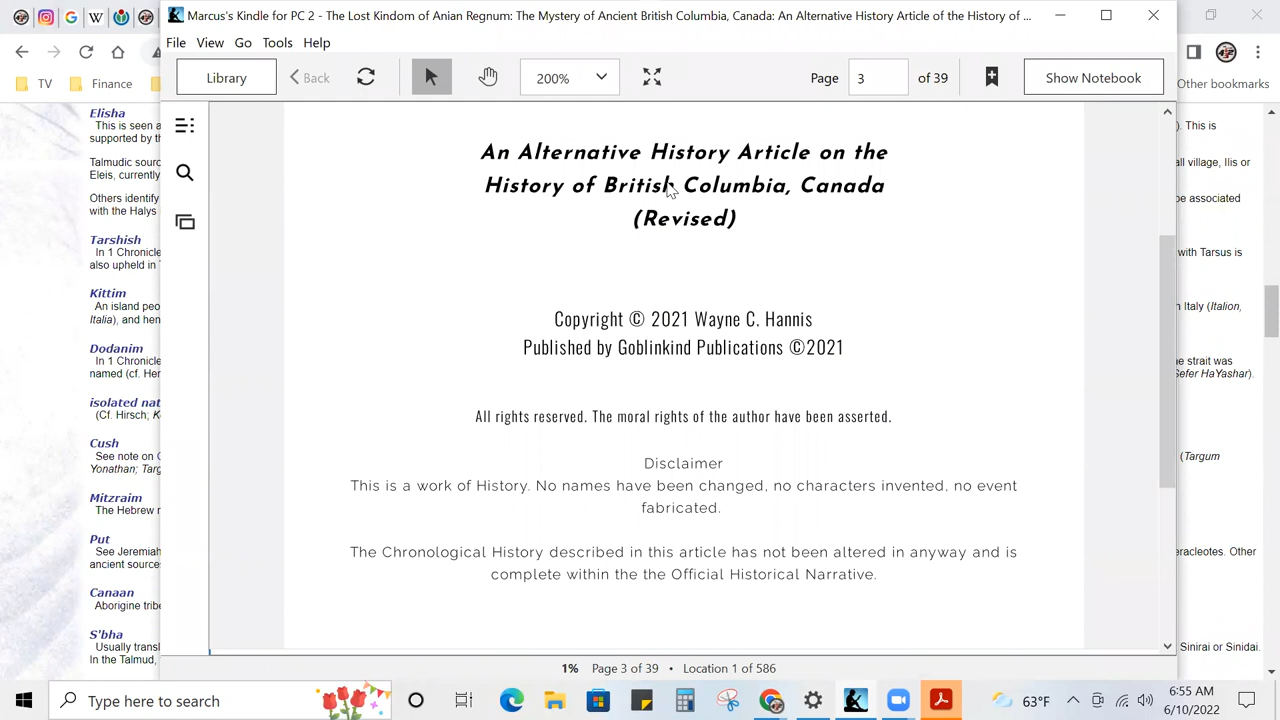 Marcus's Kindle for PC 2 - The Lost Kindom of Anian Regnum: The Mystery of Ancient British Columbia, Canada: An Alternative History Article of the History of ...
File View Go Tools Help
Library Back 200% Page 3 of 39 Show Notebook
TV Finance Other bookmarks
An Alternative History Article on the
History of British Columbia, Canada
(Revised)
Copyright © 2021 Wayne C. Hannis
Published by Goblinkind Publications ©2021
All rights reserved. The moral rights of the author have been asserted.
Disclaimer
This is a work of History. No names have been changed, no characters invented, no event
fabricated.
The Chronological History described in this article has not been altered in anyway and is
complete within the the Official Historical Narrative.
1% Page 3 of 39 • Location 1 of 586
Elisha
This is seen a
supported by th
Talmudic sourc
Eleis, currently
Others identify
with the Halys
Tarshish
In 1 Chronicle
also upheld in
Kittim
An island peo
Italia), and hen
Dodanim
In 1 Chronicle
named (cf. Her
isolated nat
(Cf. Hirsch; K
Cush
See note on
Yonathan; Targ
Mitzraim
The Hebrew r
Put
See Jeremiah
ancient source
Canaan
Aborigine tribe
S'bha
Usually transl
In the Talmud,
). This is
all village, Ilis or
be associated
with Tarsus is
n Italy (Italion,
e strait was
Sefer HaYashar).
(Targum
eracleotes. Other
Sinirai or Sinidai.
Type here to search
63°F
6:55 AM
6/10/2022